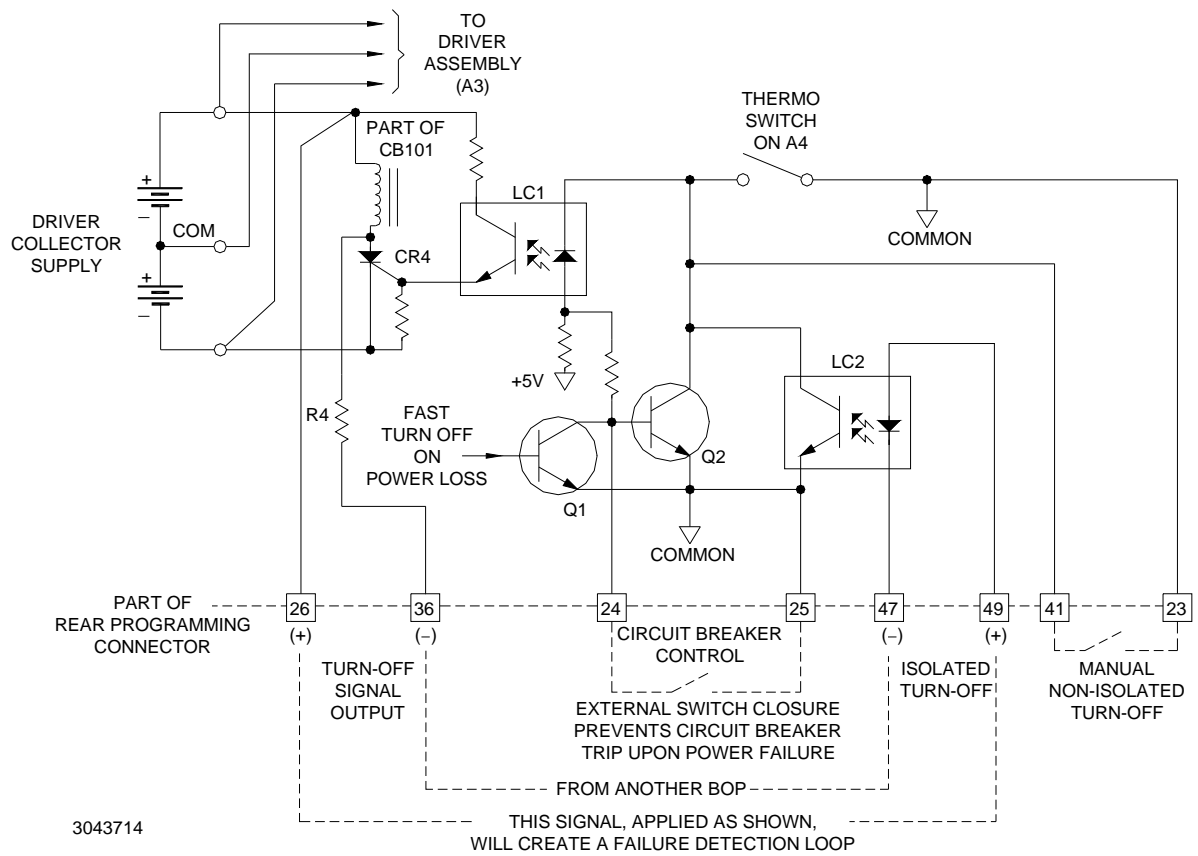 TO
DRIVER
ASSEMBLY
(A3)
THERMO
SWITCH
ON A4
PART OF
CB101
LC1
+
–
DRIVER
COLLECTOR
SUPPLY
COM
+
–
CR4
COMMON
+5V
LC2
R4
FAST
TURN OFF
ON
POWER LOSS
Q1
Q2
COMMON
PART OF
REAR PROGRAMMING
CONNECTOR
26
36
24
25
47
49
41
23
(+)
(–)
(–)
(+)
TURN-OFF
SIGNAL
OUTPUT
CIRCUIT BREAKER
CONTROL
ISOLATED
TURN-OFF
MANUAL
NON-ISOLATED
TURN-OFF
EXTERNAL SWITCH CLOSURE
PREVENTS CIRCUIT BREAKER
TRIP UPON POWER FAILURE
FROM ANOTHER BOP
THIS SIGNAL, APPLIED AS SHOWN,
WILL CREATE A FAILURE DETECTION LOOP
3043714